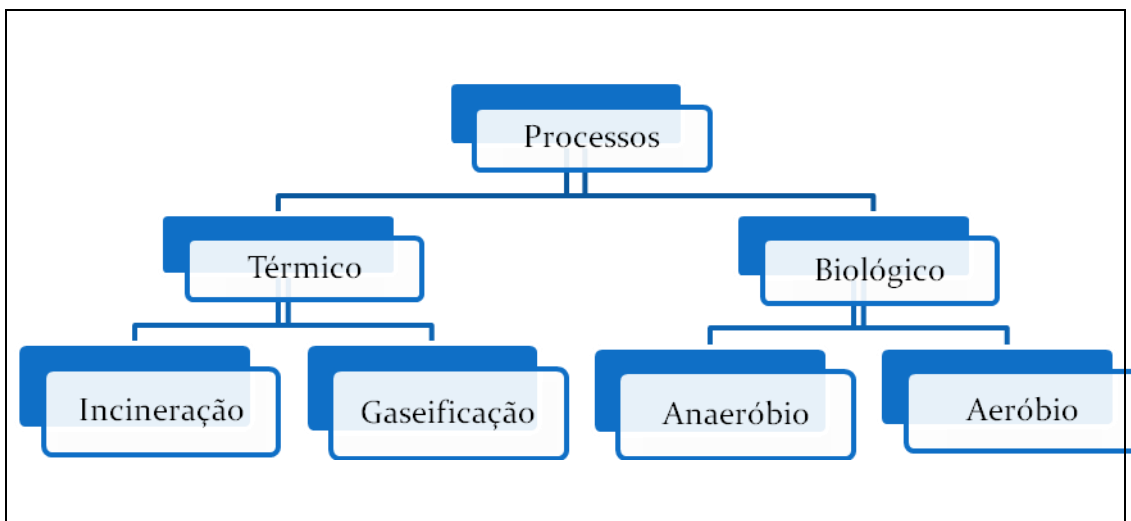 Processos
Térmico
Biológico
Incineração
Gaseificação
Anaeróbio
Aeróbio